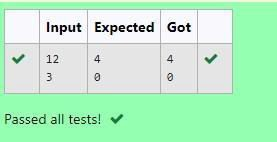 Input Expected Got
12 4 4
3 0 0
Passed all tests!